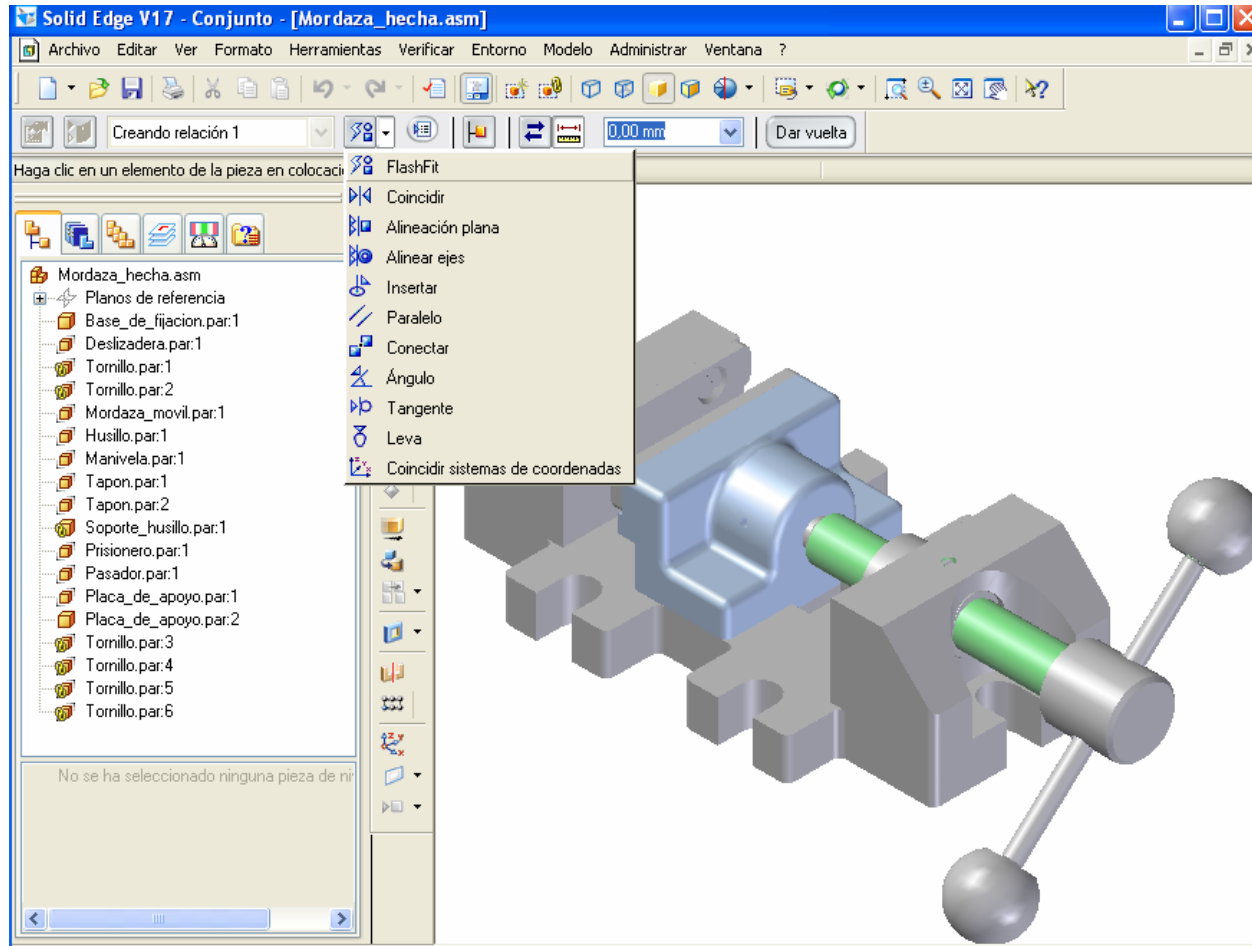 Solid Edge V17 - Conjunto - [Mordaza_hecha.asm]
Archivo Editar Ver Formato Herramientas Verificar Entorno Modelo Administrar Ventana ?
Creando relación 1
0,00 mm
Dar vuelta
Haga clic en un elemento de la pieza en colocaci
FlashFit
Coincidir
Alineación plana
Alinear ejes
Insertar
Paralelo
Conectar
Ángulo
Tangente
Leva
Coincidir sistemas de coordenadas
Mordaza_hecha.asm
Planos de referencia
Base_de_fijacion.par:1
Deslizadera.par:1
Tornillo.par:1
Tornillo.par:2
Mordaza_movil.par:1
Husillo.par:1
Manivela.par:1
Tapon.par:1
Tapon.par:2
Soporte_husillo.par:1
Prisionero.par:1
Pasador.par:1
Placa_de_apoyo.par:1
Placa_de_apoyo.par:2
Tornillo.par:3
Tornillo.par:4
Tornillo.par:5
Tornillo.par:6
No se ha seleccionado ninguna pieza de ni